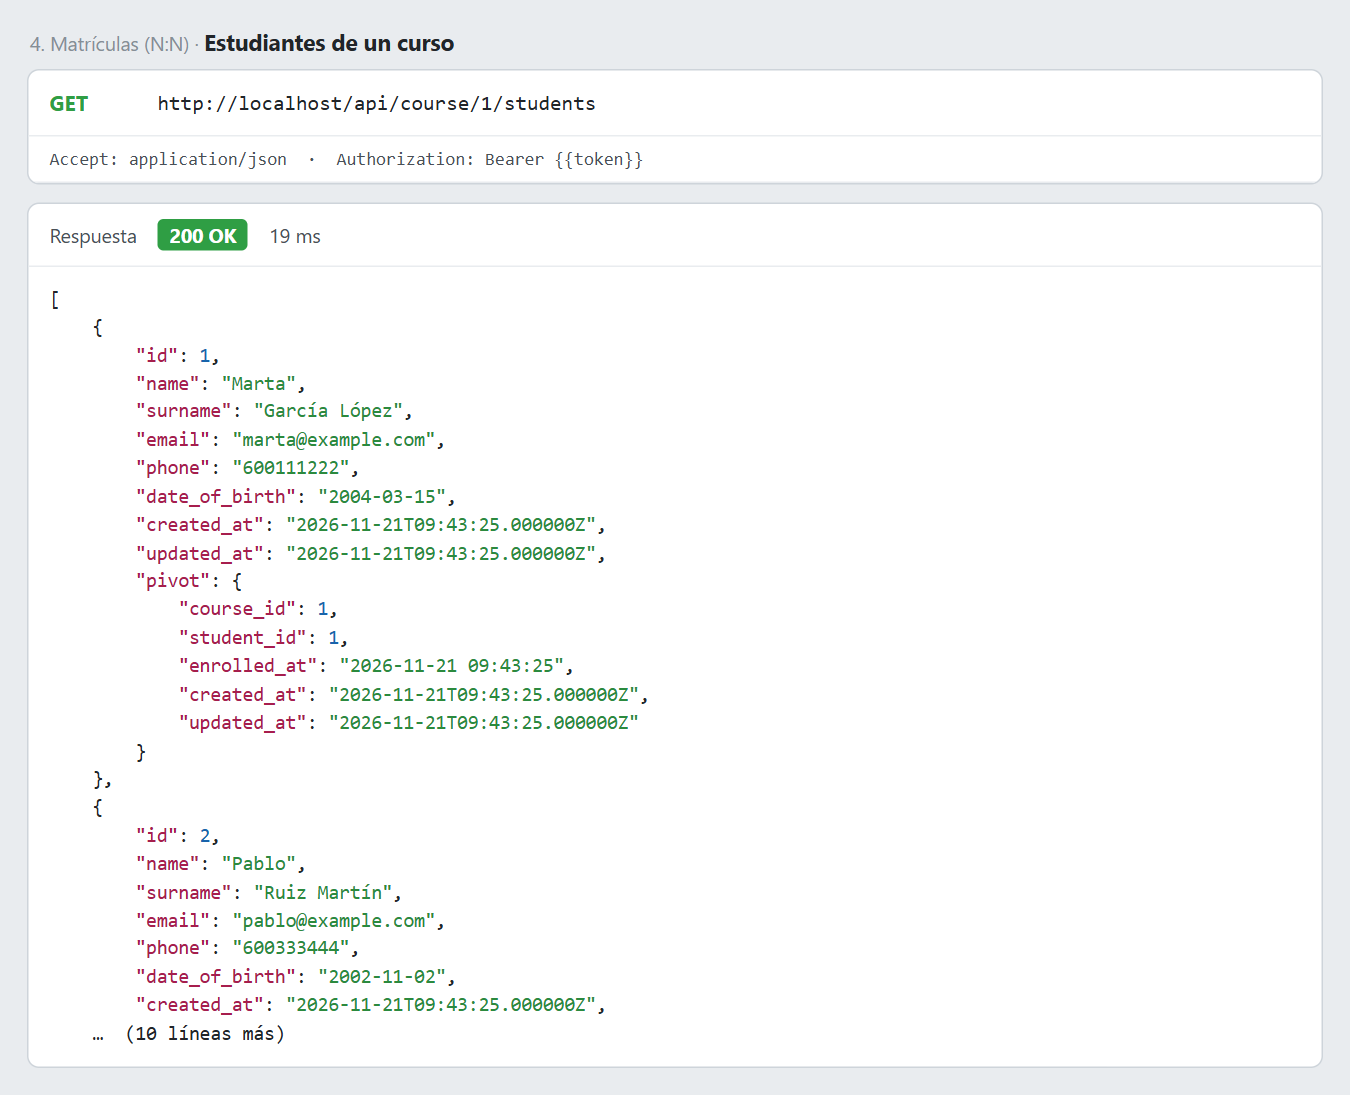 4. Matrículas (N:N) · Estudiantes de un curso
GET http://localhost/api/course/1/students
Accept: application/json · Authorization: Bearer {{token}}
Respuesta 200 OK 19 ms
[
    {
        "id": 1,
        "name": "Marta",
        "surname": "García López",
        "email": "marta@example.com",
        "phone": "600111222",
        "date_of_birth": "2004-03-15",
        "created_at": "2026-11-21T09:43:25.000000Z",
        "updated_at": "2026-11-21T09:43:25.000000Z",
        "pivot": {
            "course_id": 1,
            "student_id": 1,
            "enrolled_at": "2026-11-21 09:43:25",
            "created_at": "2026-11-21T09:43:25.000000Z",
            "updated_at": "2026-11-21T09:43:25.000000Z"
        }
    },
    {
        "id": 2,
        "name": "Pablo",
        "surname": "Ruiz Martín",
        "email": "pablo@example.com",
        "phone": "600333444",
        "date_of_birth": "2002-11-02",
        "created_at": "2026-11-21T09:43:25.000000Z",
    … (10 líneas más)